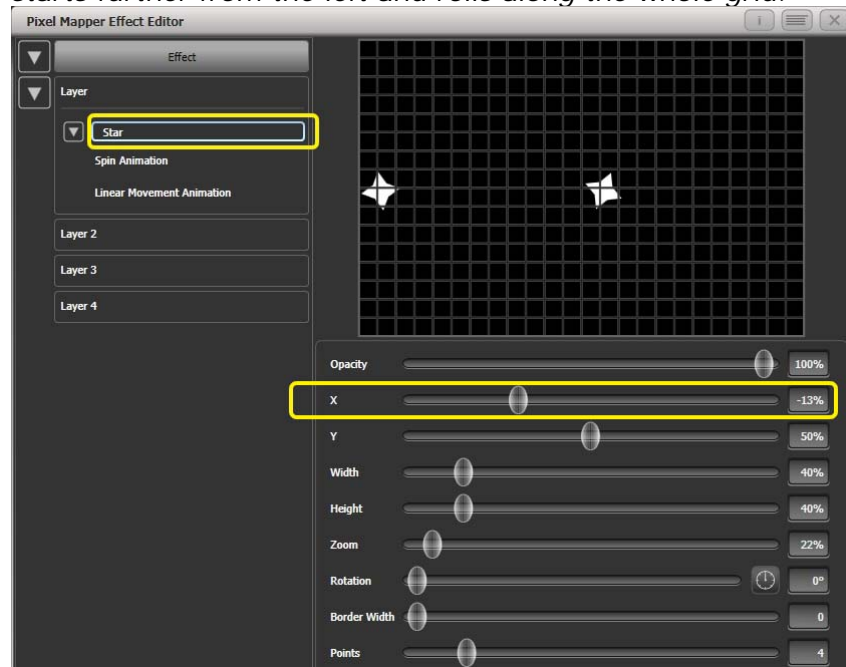 starts farther from the left and rolls along the whole grid.
Pixel Mapper Effect Editor
Effect
Layer
Star
Spin Animation
Linear Movement Animation
Layer 2
Layer 3
Layer 4
Opacity 100%
X -13%
Y 50%
Width 40%
Height 40%
Zoom 22%
Rotation 0°
Border Width 0
Points 4